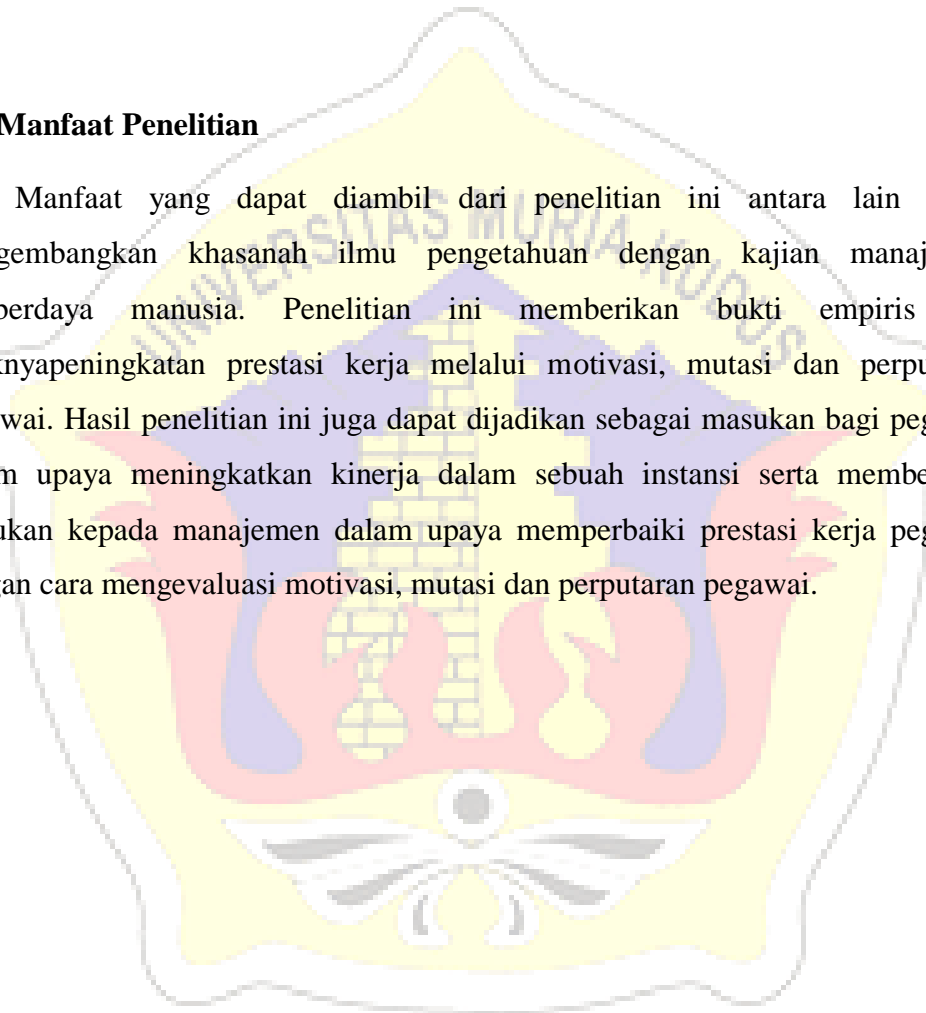 Manfaat Penelitian
Manfaat yang dapat diambil dari penelitian ini antara lain
gembangkan khasanah ilmu pengetahuan dengan kajian manaj
berdaya manusia. Penelitian ini memberikan bukti empiris
knyapeningkatan prestasi kerja melalui motivasi, mutasi dan perpu
wai. Hasil penelitian ini juga dapat dijadikan sebagai masukan bagi peg
m upaya meningkatkan kinerja dalam sebuah instansi serta membe
ukan kepada manajemen dalam upaya memperbaiki prestasi kerja peg
gan cara mengevaluasi motivasi, mutasi dan perputaran pegawai.
UNIVERSITAS MURIA KUDUS